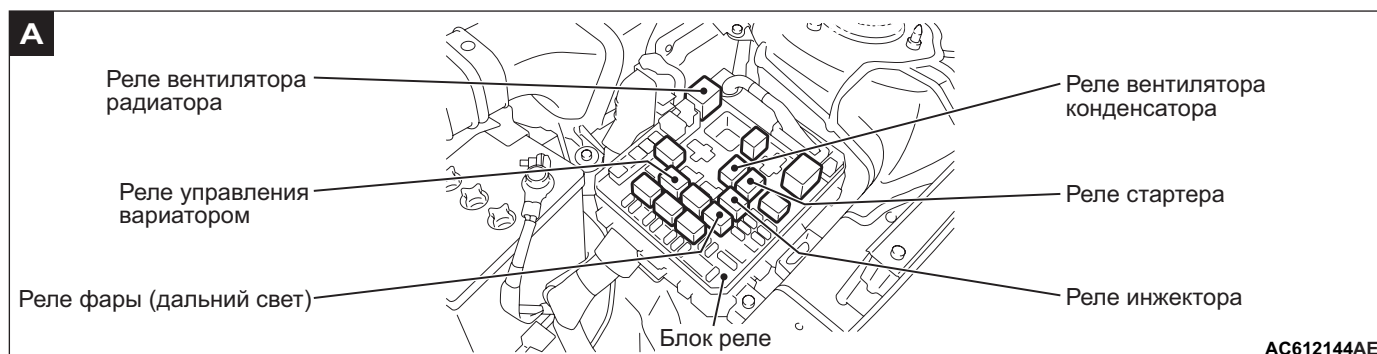 A
Реле вентилятора
радиатора
Реле вентилятора
конденсатора
Реле управления
вариатором
Реле стартера
Реле фары (дальний свет)
Реле инжектора
Блок реле
AC612144AE